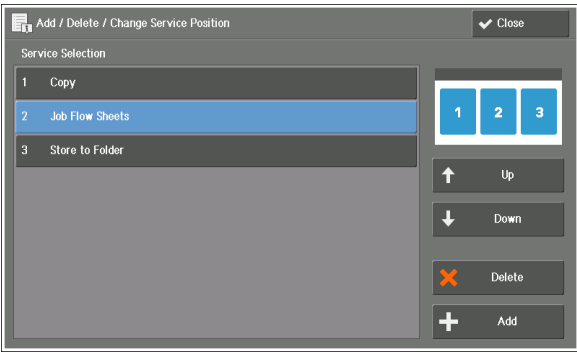 Add / Delete / Change Service Position
Close
Service Selection
1 Copy
2 Job Flow Sheets
3 Store to Folder
1 2 3
Up
Down
Delete
Add